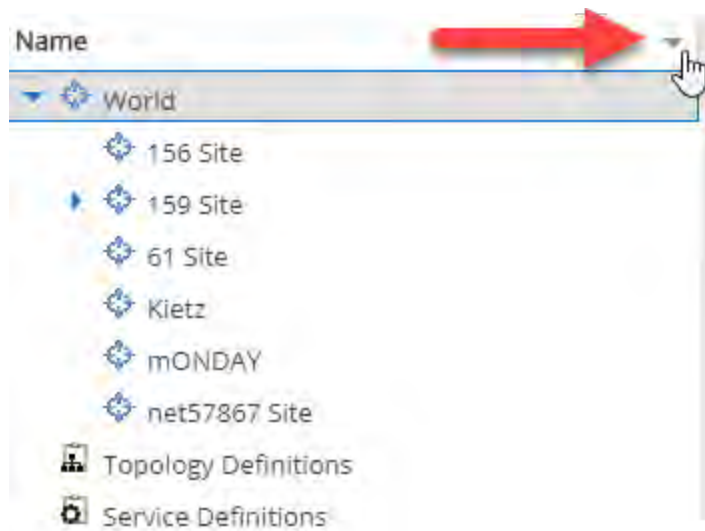 Name
World
156 Site
159 Site
61 Site
Kietz
mONDAY
net57867 Site
Topology Definitions
Service Definitions